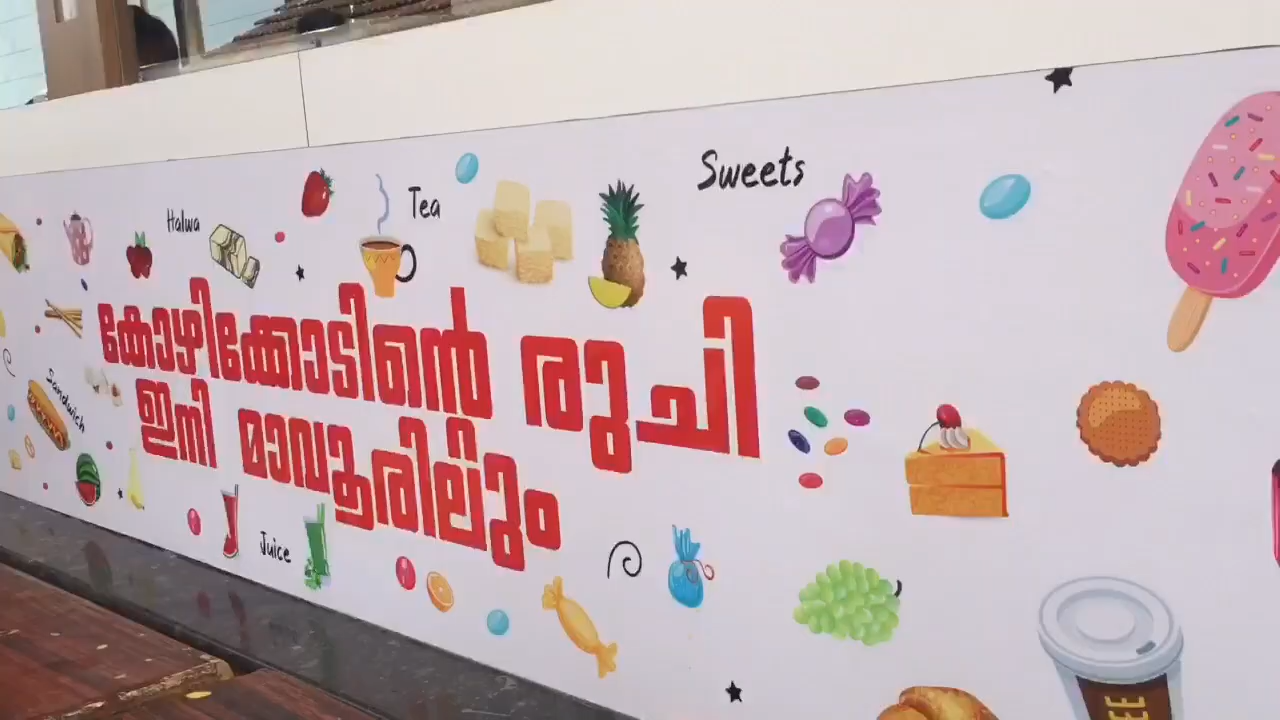 Sweets
Tea
Halwa
കോഴിക്കോടിന്റെ രുചി
ഇനി മാവൂരിലും
Sandwich
Juice